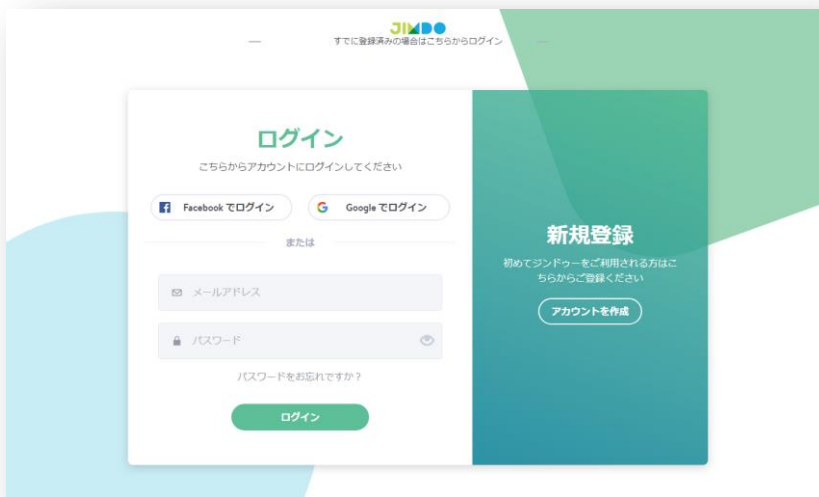 JIMDO
すでに登録済みの場合はこちらからログイン
ログイン
こちらからアカウントにログインしてください
Facebook でログイン
Google でログイン
または
メールアドレス
パスワード
パスワードをお忘れですか？
ログイン
新規登録
初めてジンドゥーをご利用される方はこ
ちらからご登録ください
アカウントを作成